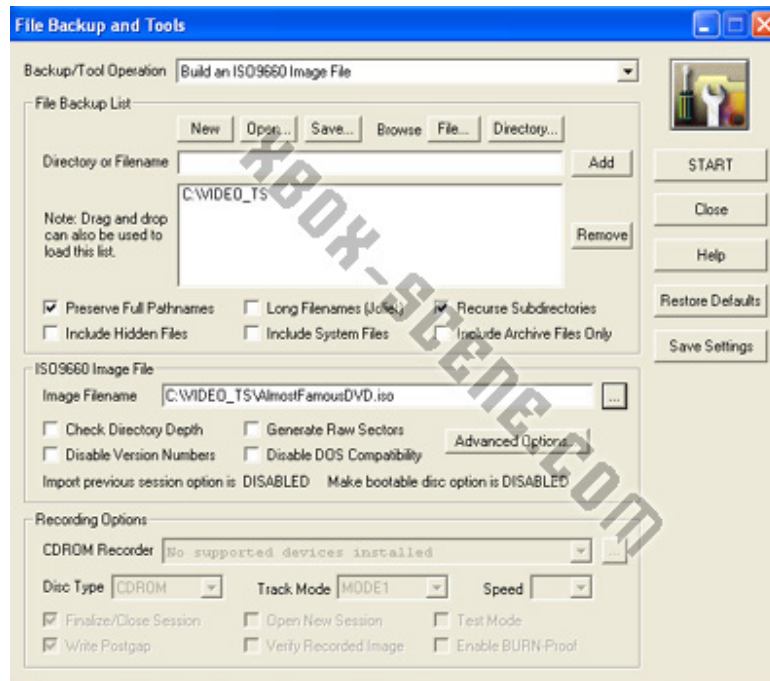 File Backup and Tools
Backup/Tool Operation Build an ISO9660 Image File
File Backup List
New Open... Save... Browse File... Directory...
Directory or Filename Add START
C:\VIDEO_TS
Note: Drag and drop can also be used to load this list.
Remove
Close
Help
Restore Defaults
Save Settings
Preserve Full Pathnames Long Filenames (Joliet) Recurse Subdirectories
Include Hidden Files Include System Files Include Archive Files Only
ISO9660 Image File
Image Filename C:\VIDEO_TS\AlmostFamousDVD.iso ...
Check Directory Depth Generate Raw Sectors
Advanced Options...
Disable Version Numbers Disable DOS Compatibility
Import previous session option is DISABLED Make bootable disc option is DISABLED
Recording Options
CDROM Recorder No supported devices installed ...
Disc Type CDROM Track Mode MODE1 Speed
Finalize/Close Session Open New Session Test Mode
Write Postgap Verify Recorded Image Enable BURN-Proof
XBOX-SCENE.COM